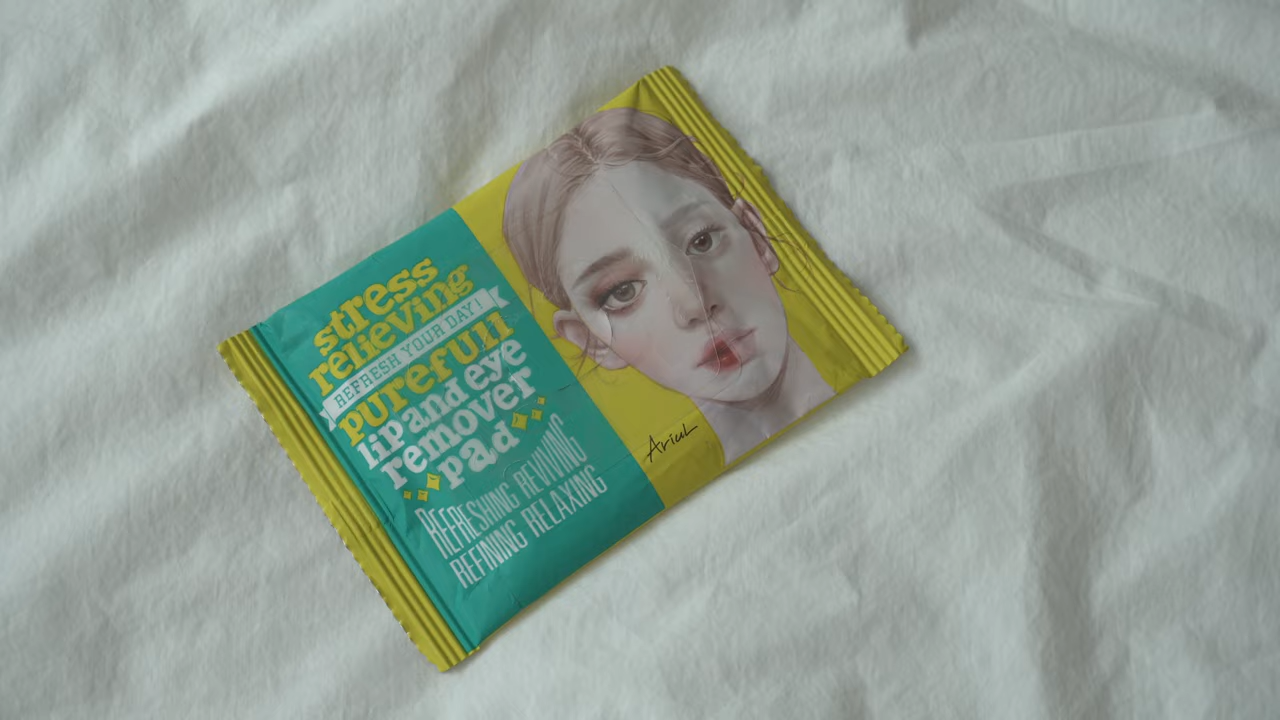 stress
relieving
REFRESH YOUR DAY!
purefull
lip and eye
remover
pad
REFRESHING REVIVING
REFINING RELAXING
Ariul